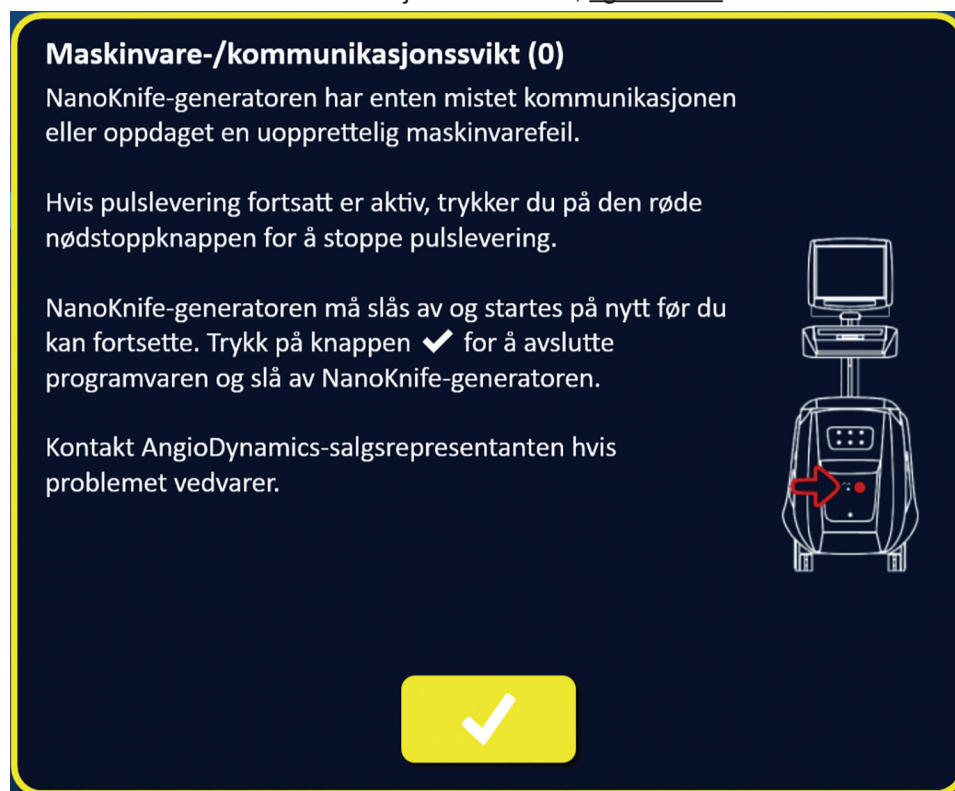 Maskinvare-/kommunikasjonssvikt (0)
NanoKnife-generatoren har enten mistet kommunikasjonen
eller oppdaget en uopprettelig maskinvarefeil.
Hvis pulslevering fortsatt er aktiv, trykker du på den røde
nødstoppknappen for å stoppe pulslevering.
NanoKnife-generatoren må slås av og startes på nytt før du
kan fortsette. Trykk på knappen ✔ for å avslutte
programvaren og slå av NanoKnife-generatoren.
Kontakt AngioDynamics-salgsrepresentanten hvis
problemet vedvarer.